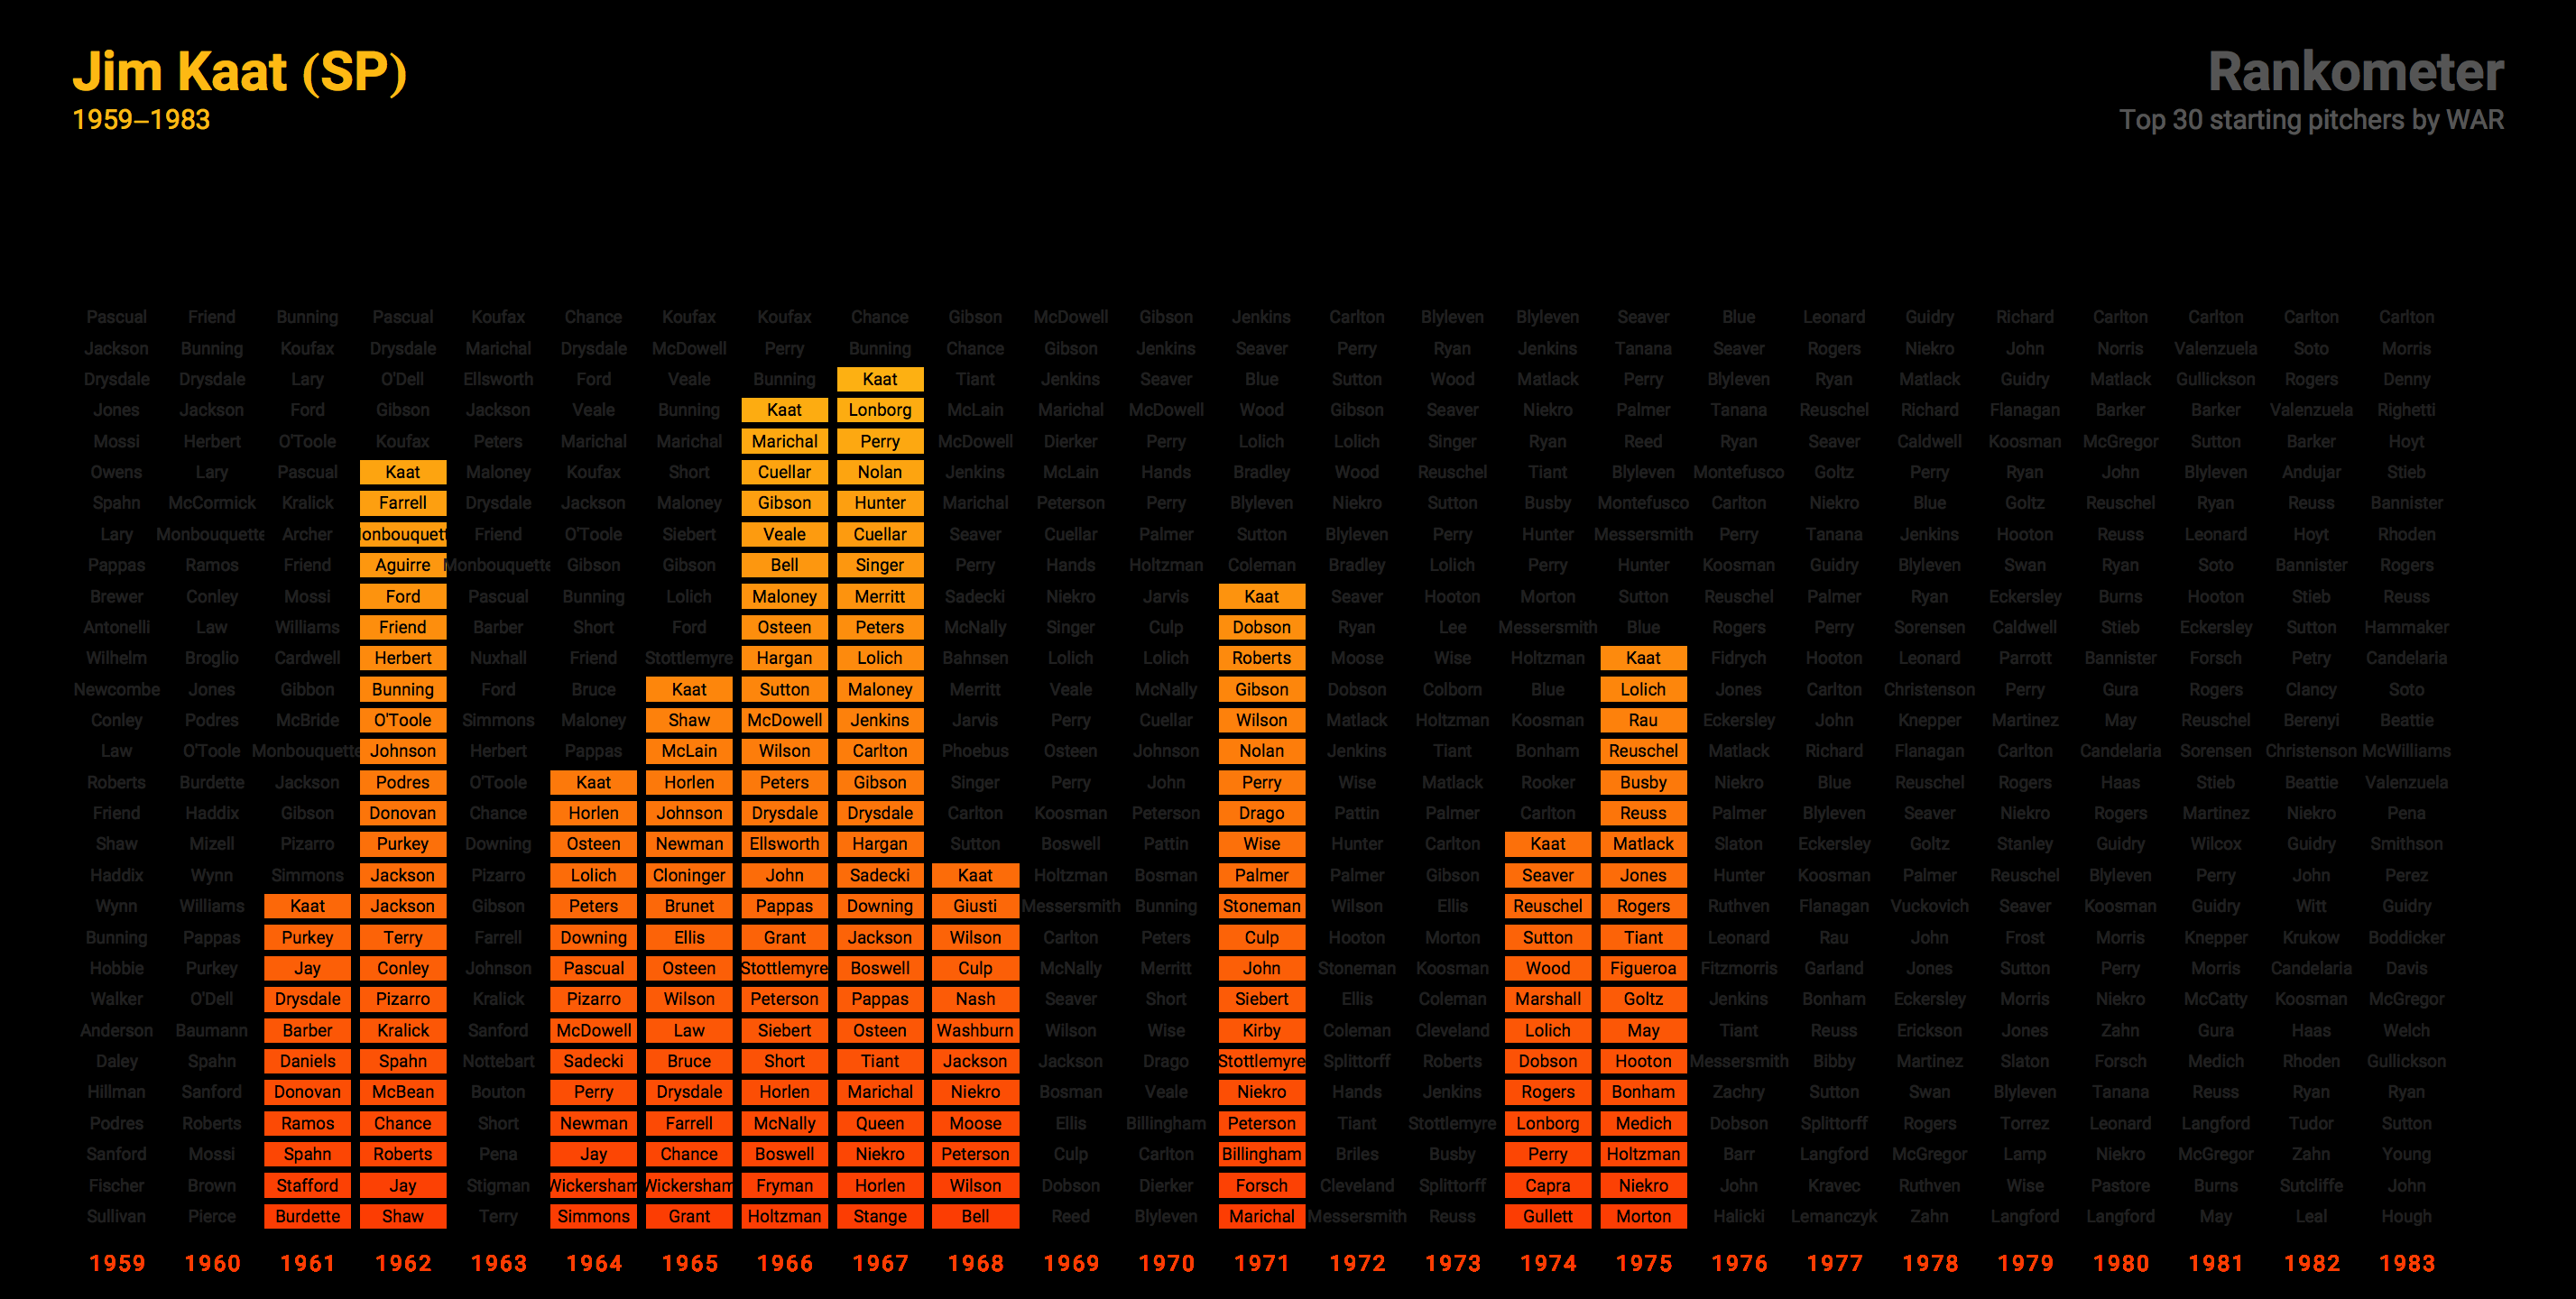 Jim Kaat (SP)
1959–1983
Rankometer
Top 30 starting pitchers by WAR
Pascual Friend Bunning Pascual Koufax Chance Koufax Koufax Chance Gibson McDowell Gibson Jenkins Carlton Blyleven Blyleven Seaver Blue Leonard Guidry Richard Carlton Carlton Carlton Carlton
Jackson Bunning Koufax Drysdale Marichal Drysdale McDowell Perry Bunning Chance Gibson Jenkins Seaver Perry Ryan Jenkins Tanana Seaver Rogers Niekro John Norris Valenzuela Soto Morris
Drysdale Drysdale Lary O'Dell Ellsworth Ford Veale Bunning Kaat Tiant Jenkins Seaver Blue Sutton Wood Matlack Perry Blyleven Ryan Matlack Guidry Matlack Gullickson Rogers Denny
Jones Jackson Ford Gibson Jackson Veale Bunning Kaat Lonborg McLain Marichal McDowell Wood Gibson Seaver Niekro Palmer Tanana Reuschel Richard Flanagan Barker Barker Valenzuela Righetti
Mossi Herbert O'Toole Koufax Peters Marichal Marichal Marichal Perry McDowell Dierker Perry Lolich Lolich Singer Ryan Reed Ryan Seaver Caldwell Koosman McGregor Sutton Barker Hoyt
Owens Lary Pascual Kaat Maloney Koufax Short Cuellar Nolan Jenkins McLain Hands Bradley Wood Reuschel Tiant Blyleven Montefusco Goltz Perry Ryan John Blyleven Andujar Stieb
Spahn McCormick Kralick Farrell Drysdale Jackson Maloney Gibson Hunter Marichal Peterson Perry Blyleven Niekro Sutton Busby Montefusco Carlton Niekro Blue Goltz Reuschel Ryan Reuss Bannister
Lary Monbouquette Archer onbouquett Friend O'Toole Siebert Veale Cuellar Seaver Cuellar Palmer Sutton Blyleven Perry Hunter Messersmith Perry Tanana Jenkins Hooton Reuss Leonard Hoyt Rhoden
Pappas Ramos Friend Aguirre Monbouquette Gibson Gibson Bell Singer Perry Hands Holtzman Coleman Bradley Lolich Perry Hunter Koosman Guidry Blyleven Swan Ryan Soto Bannister Rogers
Brewer Conley Mossi Ford Pascual Bunning Lolich Maloney Merritt Sadecki Niekro Jarvis Kaat Seaver Hooton Morton Sutton Reuschel Palmer Ryan Eckersley Burns Hooton Stieb Reuss
Antonelli Law Williams Friend Barber Short Ford Osteen Peters McNally Singer Culp Dobson Ryan Lee Messersmith Blue Rogers Perry Sorensen Caldwell Stieb Eckersley Sutton Hammaker
Wilhelm Broglio Cardwell Herbert Nuxhall Friend Stottlemyre Hargan Lolich Bahnsen Lolich Lolich Roberts Moose Wise Holtzman Kaat Fidrych Hooton Leonard Parrott Bannister Forsch Petry Candelaria
Newcombe Jones Gibbon Bunning Ford Bruce Kaat Sutton Maloney Merritt Veale McNally Gibson Dobson Colborn Blue Lolich Jones Carlton Christenson Perry Gura Rogers Clancy Soto
Conley Podres McBride O'Toole Simmons Maloney Shaw McDowell Jenkins Jarvis Perry Cuellar Wilson Matlack Holtzman Koosman Rau Eckersley John Knepper Martinez May Reuschel Berenyi Beattie
Law O'Toole Monbouquette Johnson Herbert Pappas McLain Wilson Carlton Phoebus Osteen Johnson Nolan Jenkins Tiant Bonham Reuschel Matlack Richard Flanagan Carlton Candelaria Sorensen Christenson McWilliams
Roberts Burdette Jackson Podres O'Toole Kaat Horlen Peters Gibson Singer Perry John Perry Wise Matlack Rooker Busby Niekro Blue Reuschel Rogers Haas Stieb Beattie Valenzuela
Friend Haddix Gibson Donovan Chance Horlen Johnson Drysdale Drysdale Carlton Koosman Peterson Drago Pattin Palmer Carlton Reuss Palmer Blyleven Seaver Niekro Rogers Martinez Niekro Pena
Shaw Mizell Pizarro Purkey Downing Osteen Newman Ellsworth Hargan Sutton Boswell Pattin Wise Hunter Carlton Kaat Matlack Slaton Eckersley Goltz Stanley Guidry Wilcox Guidry Smithson
Haddix Wynn Simmons Jackson Pizarro Lolich Cloninger John Sadecki Kaat Holtzman Bosman Palmer Palmer Gibson Seaver Jones Hunter Koosman Palmer Reuschel Blyleven Perry John Perez
Wynn Williams Kaat Jackson Gibson Peters Brunet Pappas Downing Giusti Messersmith Bunning Stoneman Wilson Ellis Reuschel Rogers Ruthven Flanagan Vuckovich Seaver Koosman Guidry Witt Guidry
Bunning Pappas Purkey Terry Farrell Downing Ellis Grant Jackson Wilson Carlton Peters Culp Hooton Morton Sutton Tiant Leonard Rau John Frost Morris Knepper Krukow Boddicker
Hobbie Purkey Jay Conley Johnson Pascual Osteen Stottlemyre Boswell Culp McNally Merritt John Stoneman Koosman Wood Figueroa Fitzmorris Garland Jones Sutton Perry Morris Candelaria Davis
Walker O'Dell Drysdale Pizarro Kralick Pizarro Wilson Peterson Pappas Nash Seaver Short Siebert Ellis Coleman Marshall Goltz Jenkins Bonham Eckersley Morris Niekro McCatty Koosman McGregor
Anderson Baumann Barber Kralick Sanford McDowell Law Siebert Osteen Washburn Wilson Wise Kirby Coleman Cleveland Lolich May Tiant Reuss Erickson Jones Zahn Gura Haas Welch
Daley Spahn Daniels Spahn Nottebart Sadecki Bruce Short Tiant Jackson Jackson Drago Stottlemyre Splittorff Roberts Dobson Hooton Messersmith Bibby Martinez Slaton Forsch Medich Rhoden Gullickson
Hillman Sanford Donovan McBean Bouton Perry Drysdale Horlen Marichal Niekro Bosman Veale Niekro Hands Jenkins Rogers Bonham Zachry Sutton Swan Blyleven Tanana Reuss Ryan Ryan
Podres Roberts Ramos Chance Short Newman Farrell McNally Queen Moose Ellis Billingham Peterson Tiant Stottlemyre Lonborg Medich Dobson Splittorff Rogers Torrez Leonard Langford Tudor Sutton
Sanford Mossi Spahn Roberts Pena Jay Chance Boswell Niekro Peterson Culp Carlton Billingham Briles Busby Perry Holtzman Barr Langford McGregor Lamp Niekro McGregor Zahn Young
Fischer Brown Stafford Jay Stigman Wickersham Wickersham Fryman Horlen Wilson Dobson Dierker Forsch Cleveland Splittorff Capra Niekro John Kravec Ruthven Wise Pastore Burns Sutcliffe John
Sullivan Pierce Burdette Shaw Terry Simmons Grant Holtzman Stange Bell Reed Blyleven Marichal Messersmith Reuss Gullett Morton Halicki Lemanczyk Zahn Langford Langford May Leal Hough
1959 1960 1961 1962 1963 1964 1965 1966 1967 1968 1969 1970 1971 1972 1973 1974 1975 1976 1977 1978 1979 1980 1981 1982 1983